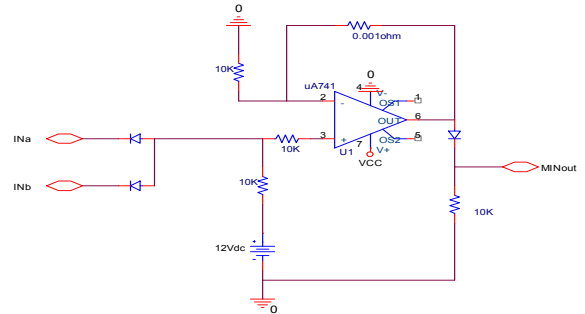 0
0.001ohm
10K
uA741
0
4
V-
1
OS1
2
-
6
OUT
INa
3
+
5
OS2
10K
U1
7
V+
VCC
MINout
INb
10K
10K
12Vdc
+
-
0